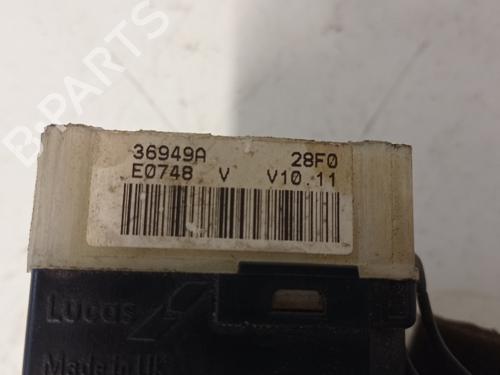 36949A 28F0
E0748 V V10.11
Lucas
Made in UK
B-PARTS